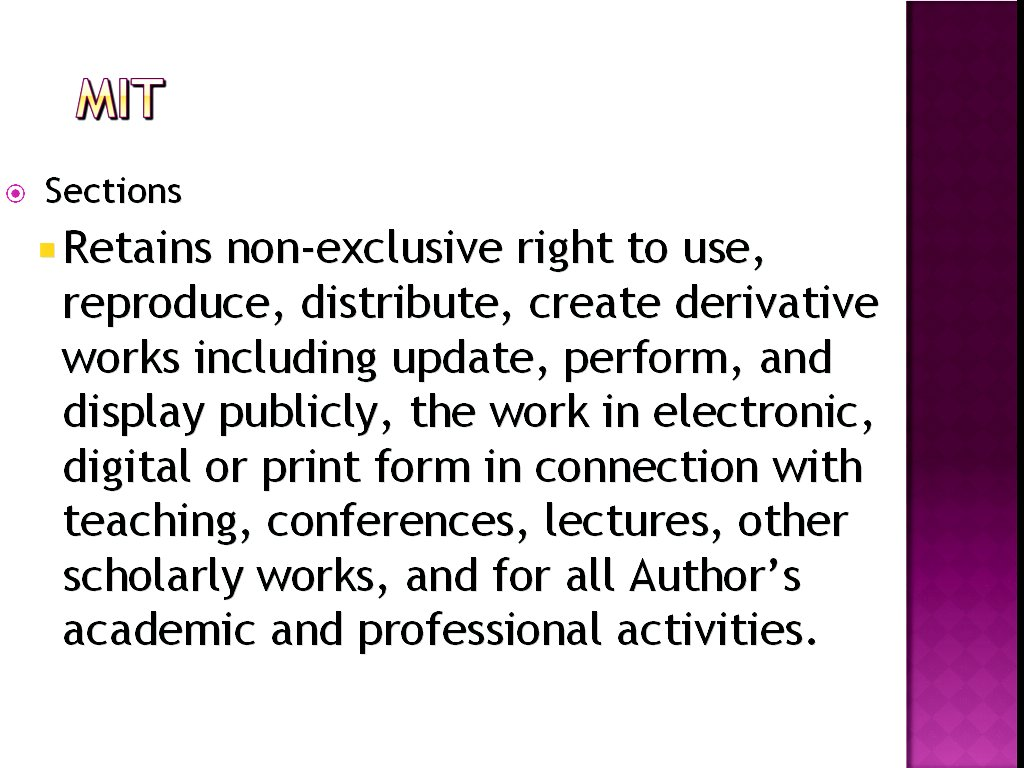 MIT
Sections
Retains non-exclusive right to use,
reproduce, distribute, create derivative
works including update, perform, and
display publicly, the work in electronic,
digital or print form in connection with
teaching, conferences, lectures, other
scholarly works, and for all Author’s
academic and professional activities.